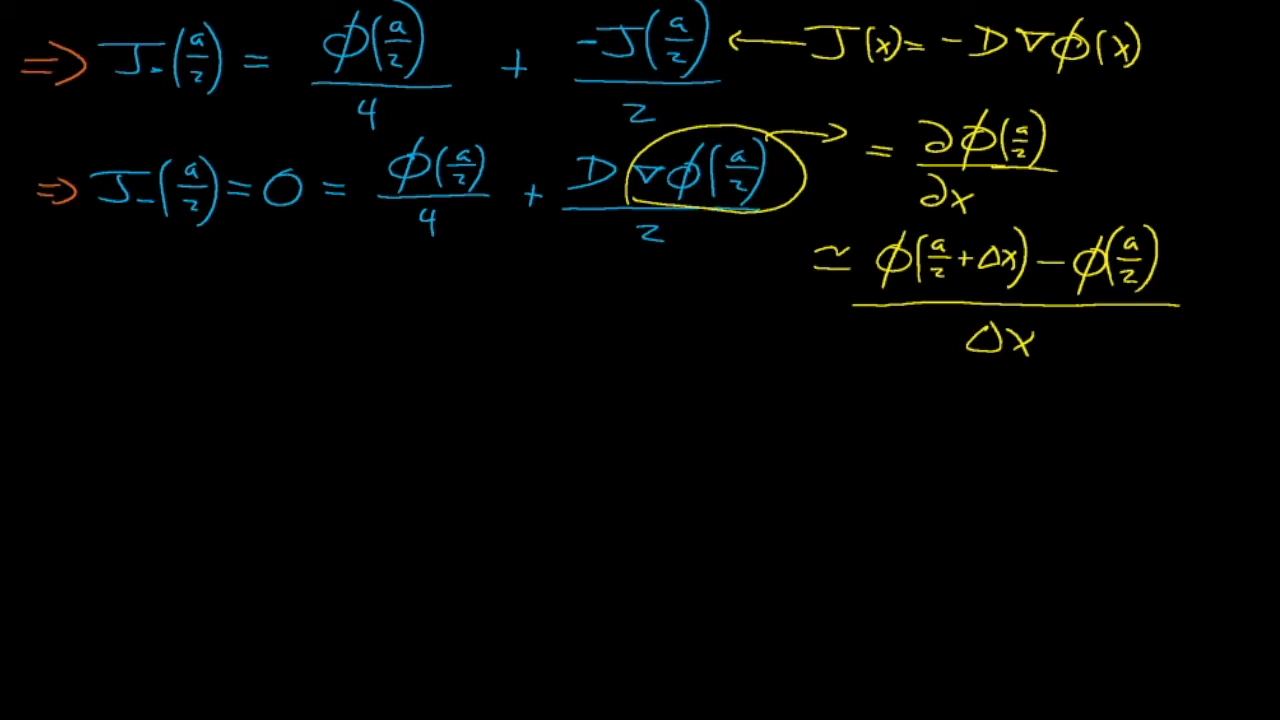 ⇒ J₋(a/2) = ϕ(a/2)/4 + -J(a/2)/2 ← J(x) = -D∇ϕ(x)
⇒ J₋(a/2) = 0 = ϕ(a/2)/4 + D∇ϕ(a/2)/2 → = ∂ϕ(a/2)/∂x
≃ ϕ(a/2 + Δx) - ϕ(a/2) / Δx